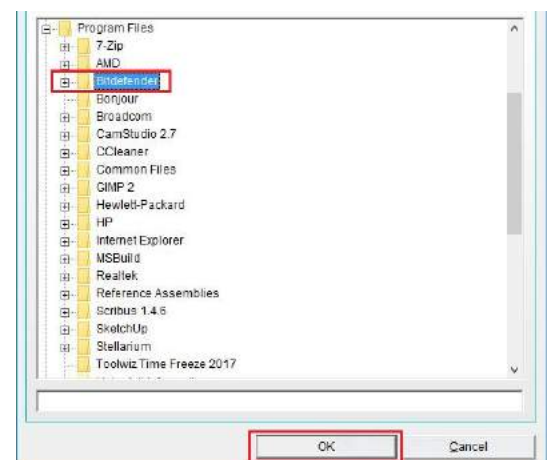 Program Files
7-Zip
AMD
Bitdefender
Bonjour
Broadcom
CamStudio 2.7
CCleaner
Common Files
GIMP 2
Hewlett-Packard
HP
Internet Explorer
MSBuild
Realtek
Reference Assemblies
Scribus 1.4.6
SketchUp
Stellarium
Toolwiz Time Freeze 2017
OK
Cancel